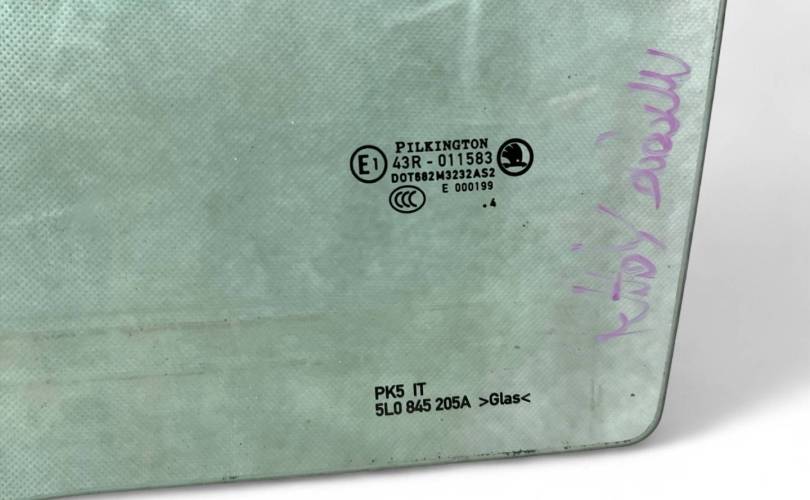 E1
PILKINGTON
43R - 011583
DOT682M3232AS2
E 000199
CCC
.4
PK5 IT
5L0 845 205A >Glas<